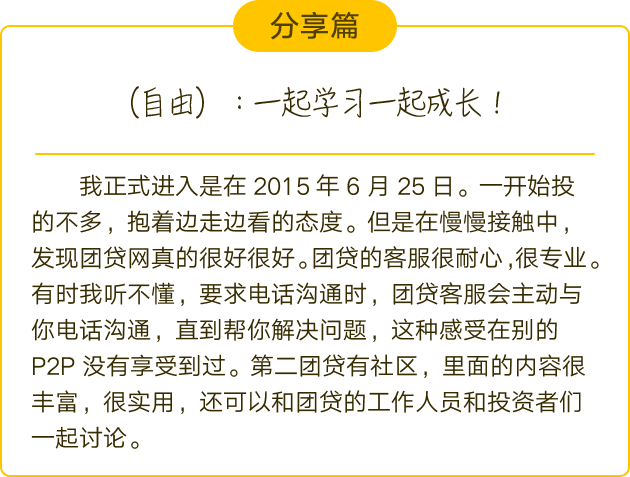 分享篇
（自由）：一起学习一起成长！
我正式进入是在 2015 年 6 月 25 日。一开始投
的不多，抱着边走边看的态度。但是在慢慢接触中，
发现团贷网真的很好很好。团贷的客服很耐心，很专业。
有时我听不懂，要求电话沟通时，团贷客服会主动与
你电话沟通，直到帮你解决问题，这种感受在别的
P2P 没有享受到过。第二团贷有社区，里面的内容很
丰富，很实用，还可以和团贷的工作人员和投资者们
一起讨论。